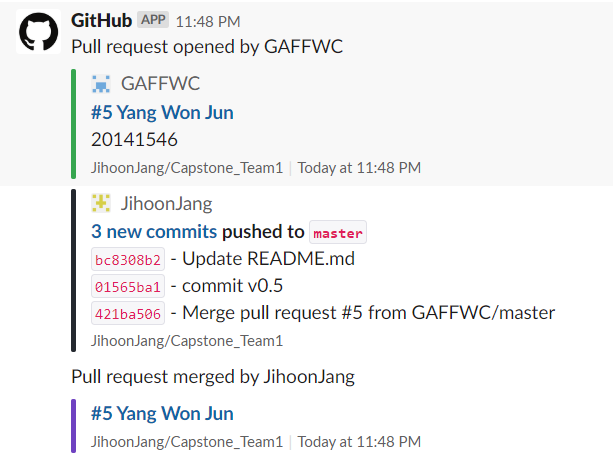 GitHub APP 11:48 PM
Pull request opened by GAFFWC
GAFFWC
#5 Yang Won Jun
20141546
JihoonJang/Capstone_Team1 | Today at 11:48 PM
JihoonJang
3 new commits pushed to master
bc8308b2 - Update README.md
01565ba1 - commit v0.5
421ba506 - Merge pull request #5 from GAFFWC/master
JihoonJang/Capstone_Team1
Pull request merged by JihoonJang
#5 Yang Won Jun
JihoonJang/Capstone_Team1 | Today at 11:48 PM